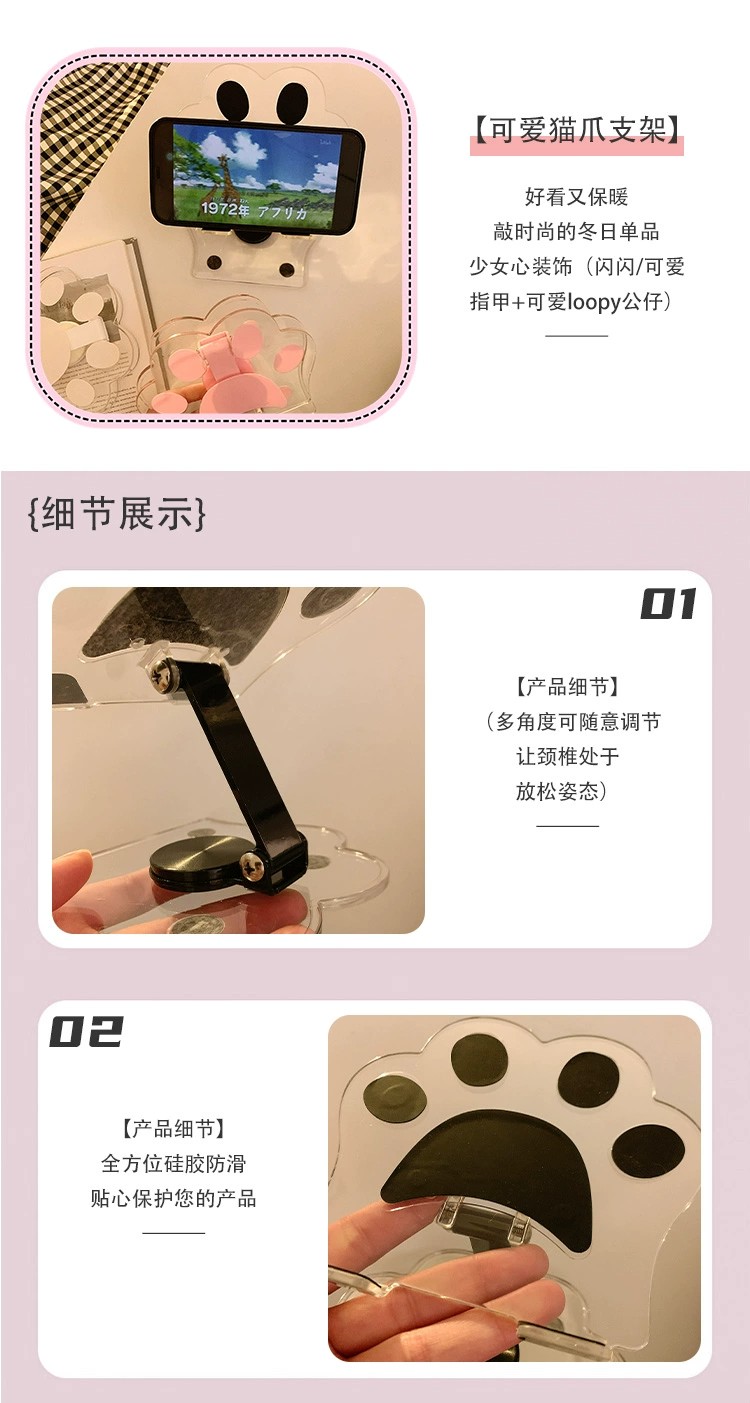 1972年 アフリカ
【可爱猫爪支架】
好看又保暖
敲时尚的冬日单品
少女心装饰（闪闪/可爱
指甲+可爱loopy公仔）
{细节展示}
01
【产品细节】
（多角度可随意调节
让颈椎处于
放松姿态）
02
【产品细节】
全方位硅胶防滑
贴心保护您的产品